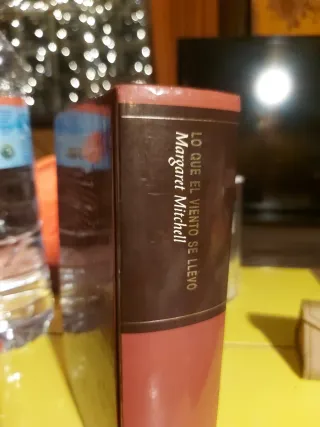 LO QUE EL VIENTO SE LLEVO
Margaret Mitchell